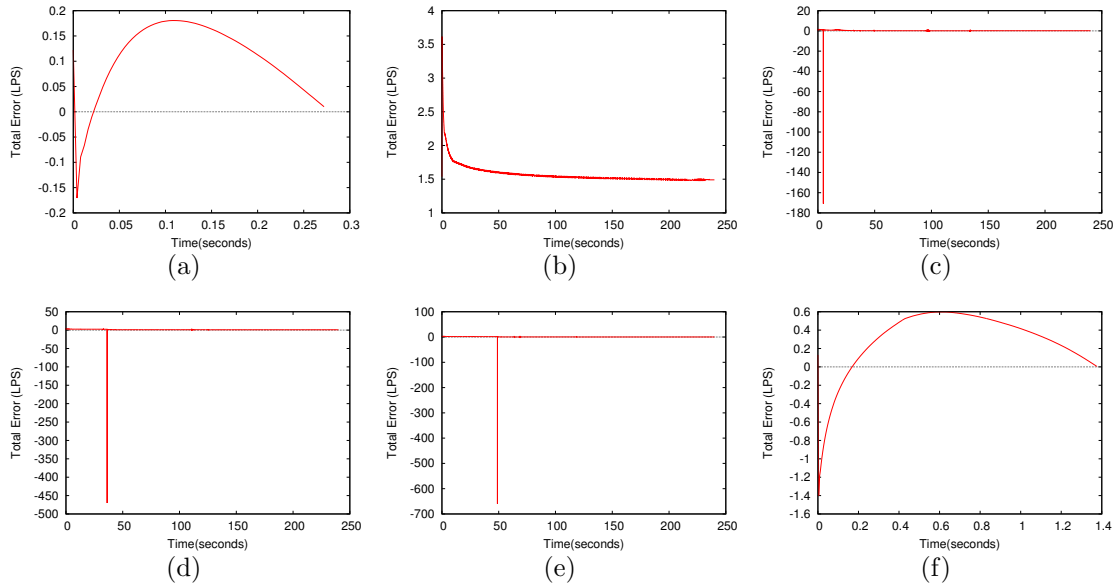 0.2
0.15
0.1
0.05
0
-0.05
-0.1
-0.15
-0.2
Total Error (LPS)
0 0.05 0.1 0.15 0.2 0.25 0.3
Time(seconds)
(a)
4
3.5
3
2.5
2
1.5
1
Total Error (LPS)
0 50 100 150 200 250
Time(seconds)
(b)
20
0
-20
-40
-60
-80
-100
-120
-140
-160
-180
Total Error (LPS)
0 50 100 150 200 250
Time(seconds)
(c)
50
0
-50
-100
-150
-200
-250
-300
-350
-400
-450
-500
Total Error (LPS)
0 50 100 150 200 250
Time(seconds)
(d)
100
0
-100
-200
-300
-400
-500
-600
-700
Total Error (LPS)
0 50 100 150 200 250
Time(seconds)
(e)
0.6
0.4
0.2
0
-0.2
-0.4
-0.6
-0.8
-1
-1.2
-1.4
-1.6
Total Error (LPS)
0 0.2 0.4 0.6 0.8 1 1.2 1.4
Time(seconds)
(f)